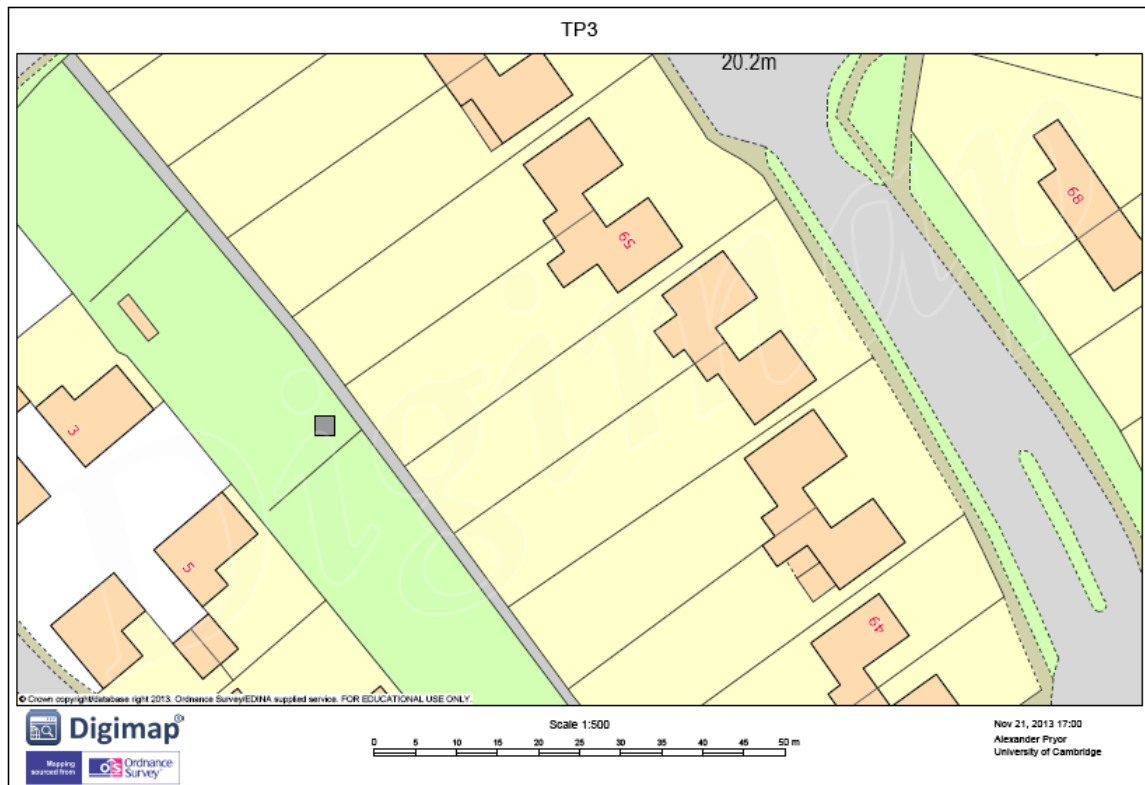 TP3
20.2m
59
68
3
5
49
Digimap
© Crown copyright/database right 2013. Ordnance Survey/EDINA supplied service. FOR EDUCATIONAL USE ONLY.
Digimap®
Mapping sourced from
OS Ordnance Survey
Scale 1:500
0 5 10 15 20 25 30 35 40 45 50 m
Nov 21, 2013 17:00
Alexander Pryor
University of Cambridge